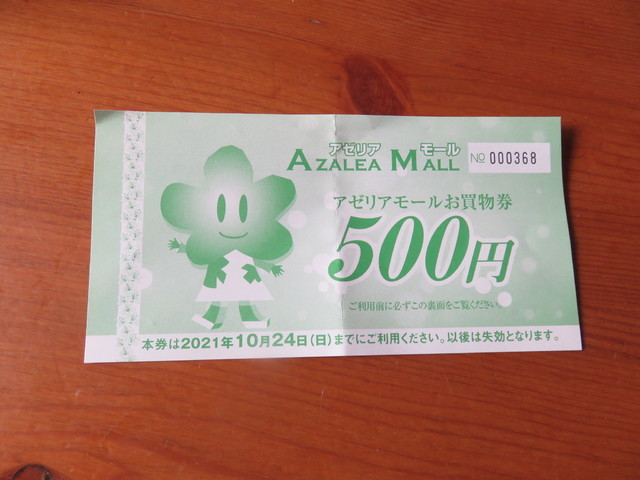 アゼリア モール
AZALEA MALL
No 000368
アゼリアモールお買物券
500円
ご利用前に必ずこの裏面をご覧ください。
本券は2021年10月24日(日)までにご利用ください。以後は失効となります。